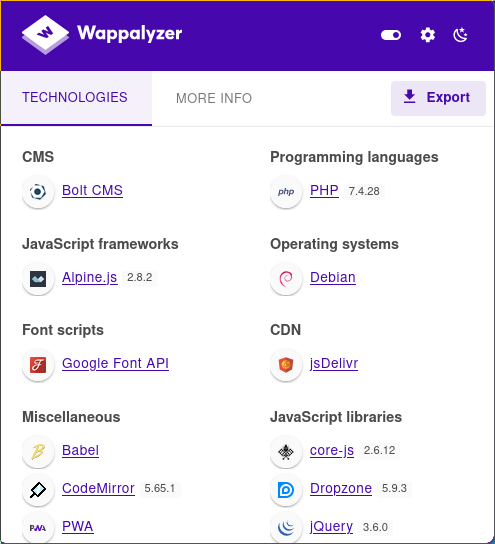 Wappalyzer
TECHNOLOGIES
MORE INFO
Export
CMS
Bolt CMS
Programming languages
php PHP 7.4.28
JavaScript frameworks
Alpine.js 2.8.2
Operating systems
Debian
Font scripts
Google Font API
CDN
jsDelivr
Miscellaneous
Babel
CodeMirror 5.65.1
PWA PWA
JavaScript libraries
core-js 2.6.12
Dropzone 5.9.3
jQuery 3.6.0